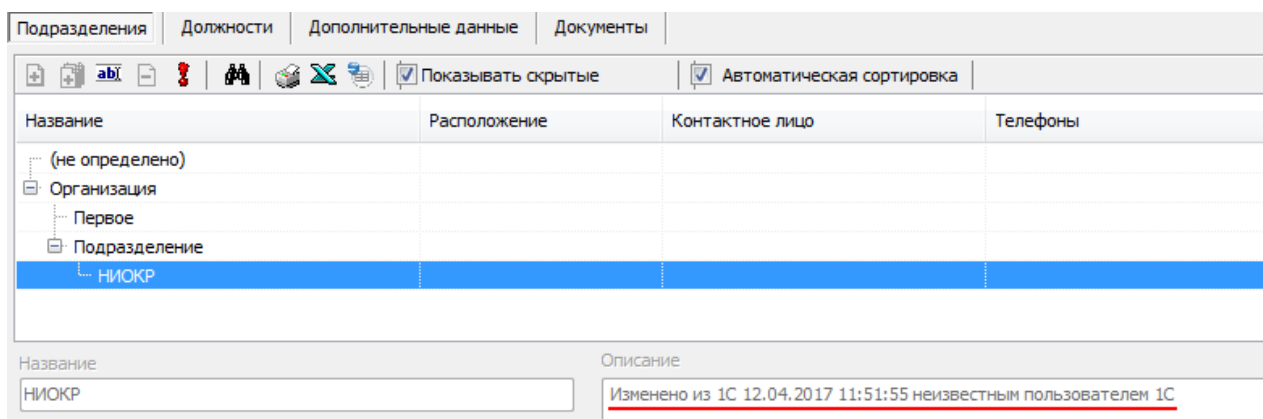 Подразделения Должности Дополнительные данные Документы
abI Показывать скрытые Автоматическая сортировка
Название Расположение Контактное лицо Телефоны
(не определено)
Организация
Первое
Подразделение
НИОКР
Название Описание
НИОКР Изменено из 1С 12.04.2017 11:51:55 неизвестным пользователем 1С